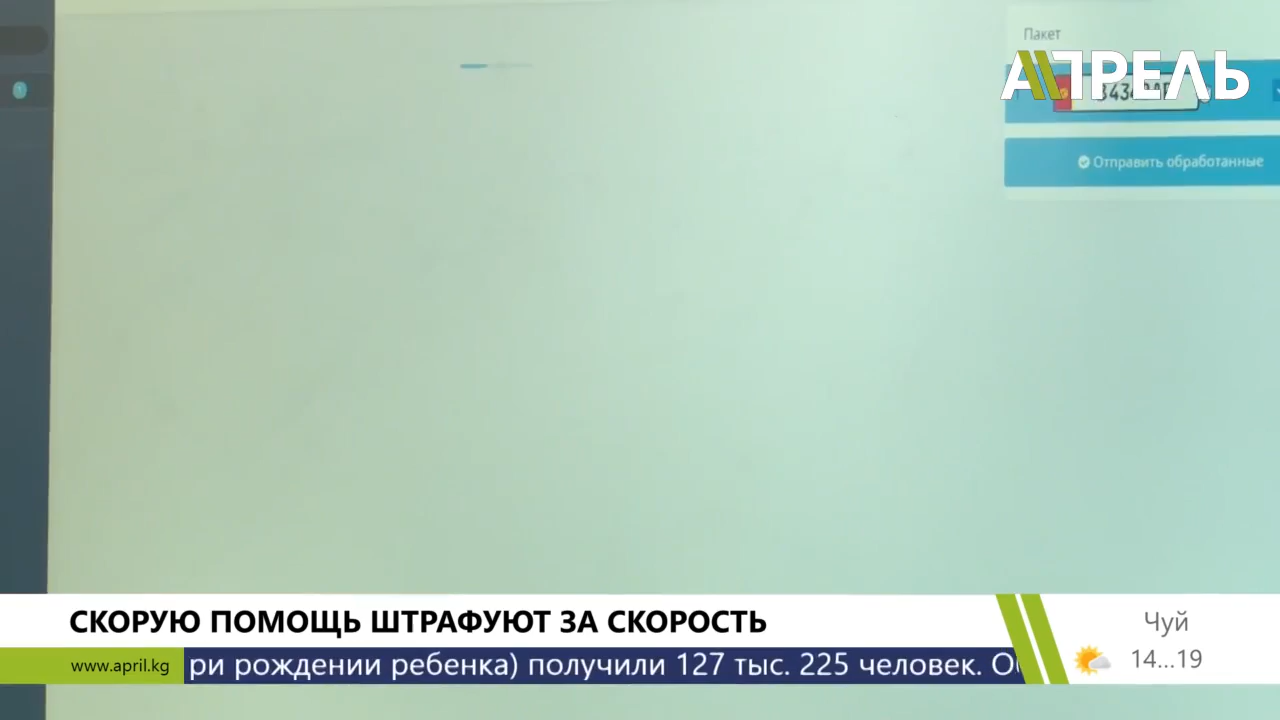 Пакет
АПРЕЛЬ
Отправить обработанные
СКОРУЮ ПОМОЩЬ ШТРАФУЮТ ЗА СКОРОСТЬ
Чуй
www.april.kg
ри рождении ребенка) получили 127 тыс. 225 человек.
14...19